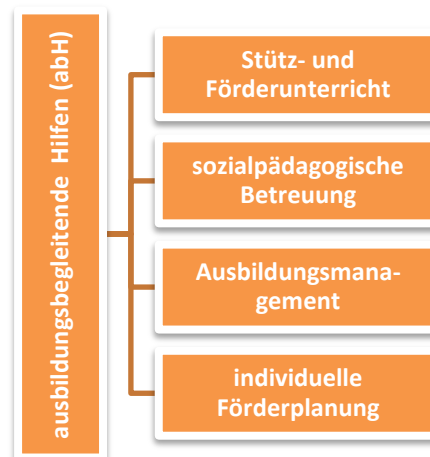 ausbildungsbegleitende Hilfen (abH)
Stütz- und
Förderunterricht
sozialpädagogische
Betreuung
Ausbildungsmana-
gement
individuelle
Förderplanung